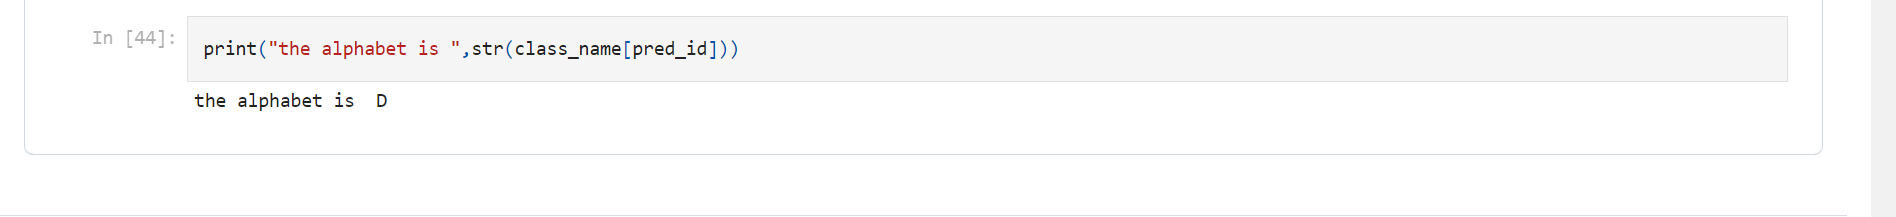 In [44]: print("the alphabet is ",str(class_name[pred_id]))
the alphabet is  D